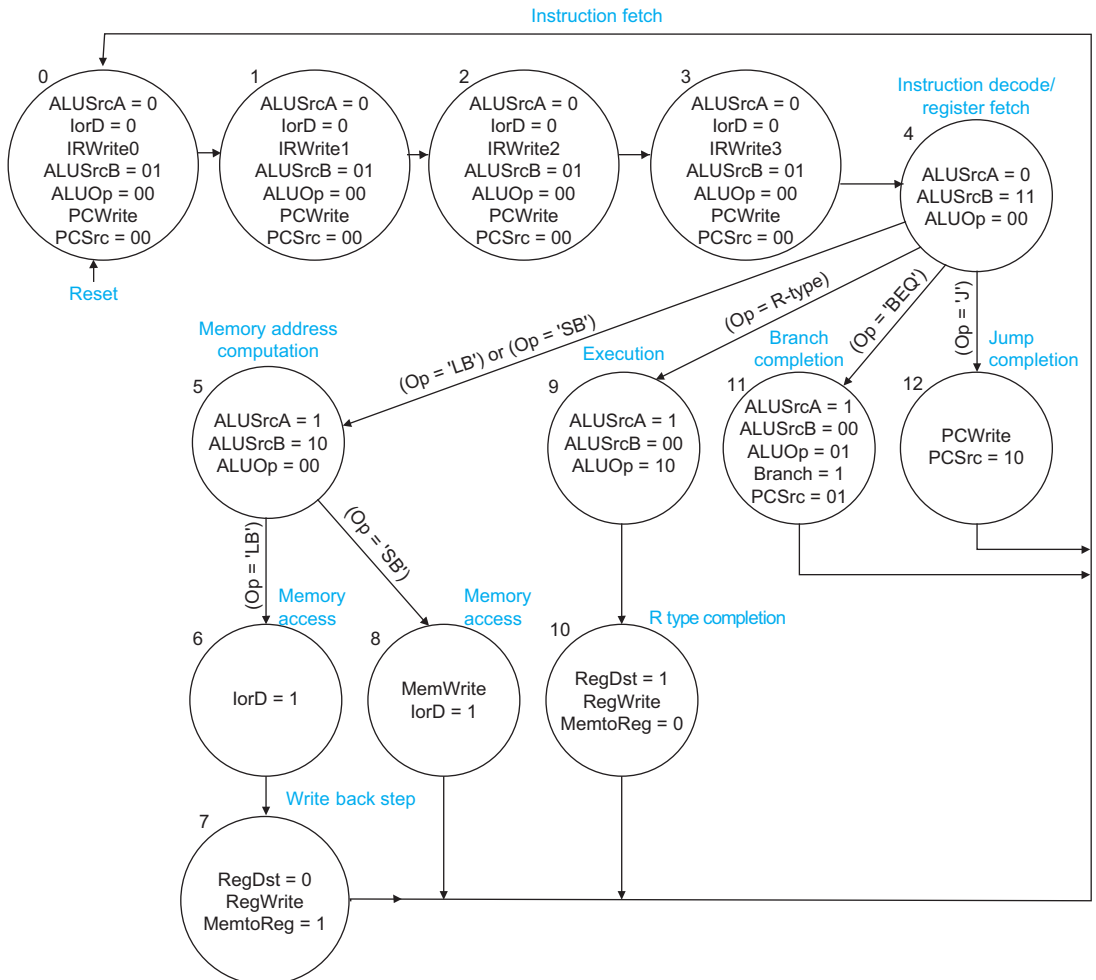 Instruction fetch
0
ALUSrcA = 0
IorD = 0
IRWrite0
ALUSrcB = 01
ALUOp = 00
PCWrite
PCSrc = 00
Reset
1
ALUSrcA = 0
IorD = 0
IRWrite1
ALUSrcB = 01
ALUOp = 00
PCWrite
PCSrc = 00
2
ALUSrcA = 0
IorD = 0
IRWrite2
ALUSrcB = 01
ALUOp = 00
PCWrite
PCSrc = 00
3
ALUSrcA = 0
IorD = 0
IRWrite3
ALUSrcB = 01
ALUOp = 00
PCWrite
PCSrc = 00
Instruction decode/
register fetch
4
ALUSrcA = 0
ALUSrcB = 11
ALUOp = 00
(Op = 'LB') or (Op = 'SB')
(Op = R-type)
(Op = 'BEQ')
(Op = 'J')
Memory address
computation
5
ALUSrcA = 1
ALUSrcB = 10
ALUOp = 00
Execution
9
ALUSrcA = 1
ALUSrcB = 00
ALUOp = 10
Branch
completion
11
ALUSrcA = 1
ALUSrcB = 00
ALUOp = 01
Branch = 1
PCSrc = 01
Jump
completion
12
PCWrite
PCSrc = 10
(Op = 'LB')
(Op = 'SB')
Memory
access
6
IorD = 1
Memory
access
8
MemWrite
IorD = 1
R type completion
10
RegDst = 1
RegWrite
MemtoReg = 0
Write back step
7
RegDst = 0
RegWrite
MemtoReg = 1